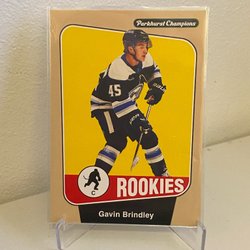 Parkhurst Champions
45
C
ROOKIES
Gavin Brindley